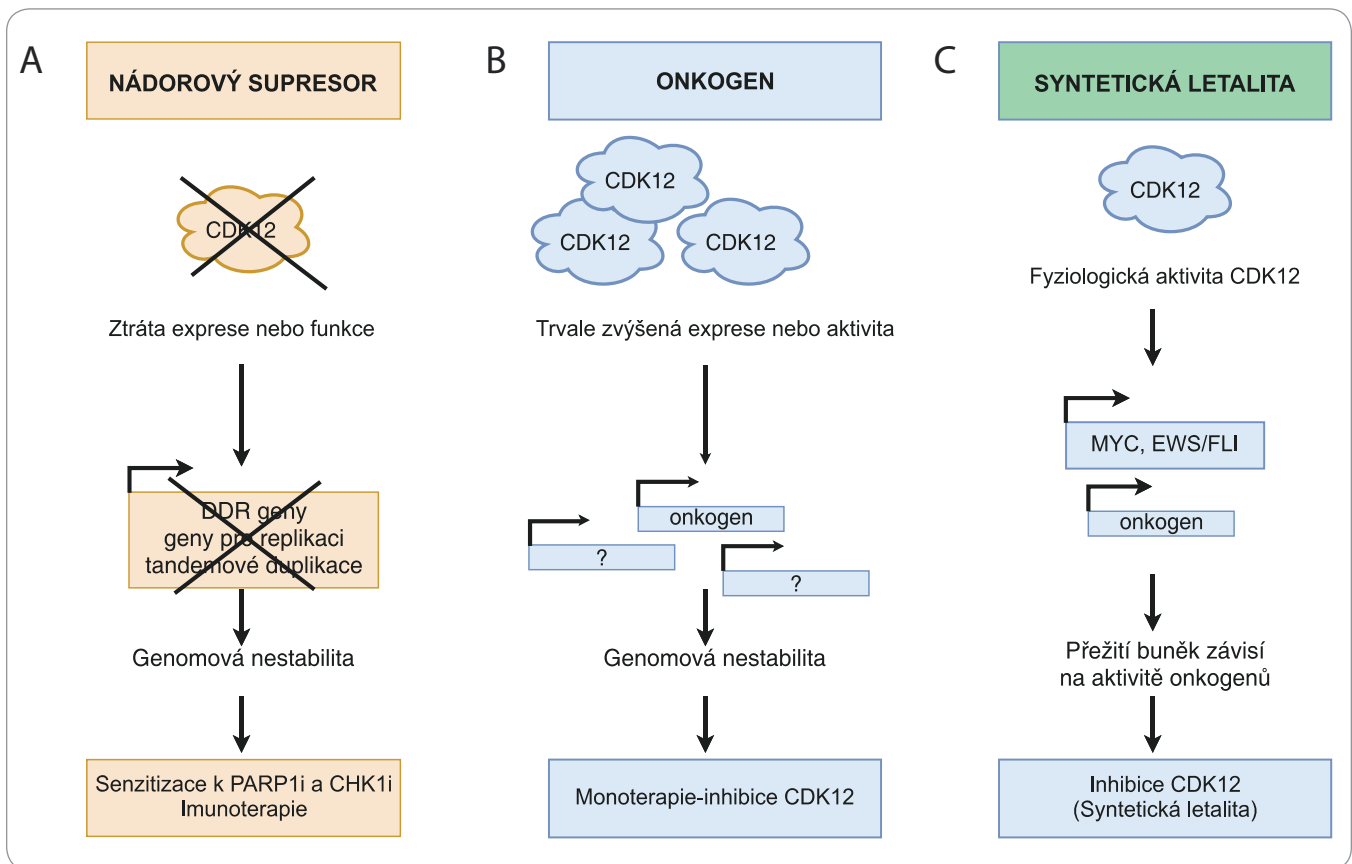 A
NÁDOROVÝ SUPRESOR
CDK12
Ztráta exprese nebo funkce
DDR geny
geny pro replikaci
tandemové duplikace
Genomová nestabilita
Senzitizace k PARP1i a CHK1i
Imunoterapie
B
ONKOGEN
CDK12
CDK12
CDK12
Trvale zvýšená exprese nebo aktivita
onkogen
?
?
Genomová nestabilita
Monoterapie-inhibice CDK12
C
SYNTETICKÁ LETALITA
CDK12
Fyziologická aktivita CDK12
MYC, EWS/FLI
onkogen
Přežití buněk závisí
na aktivitě onkogenů
Inhibice CDK12
(Syntetická letalita)